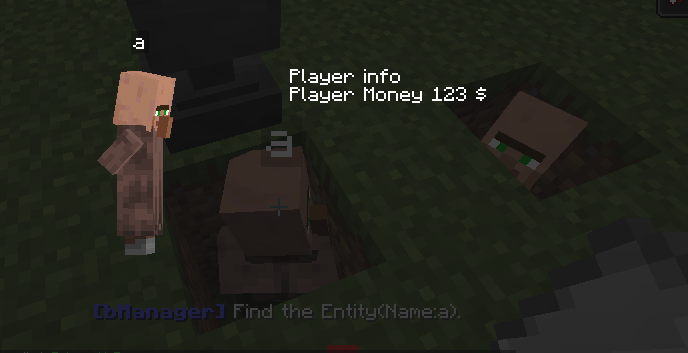 a
Player info
Player Money 123 $
a
[bManager] Find the Entity(Name:a).